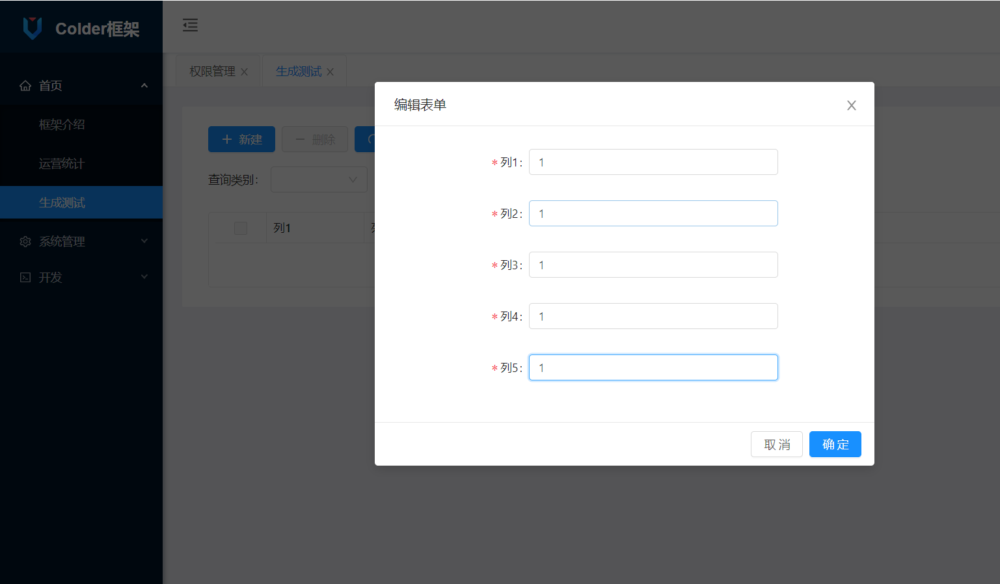 Colder框架
首页
框架介绍
运营统计
生成测试
系统管理
开发
权限管理
生成测试
新建
删除
查询类别：
列1
编辑表单
* 列1： 1
* 列2： 1
* 列3： 1
* 列4： 1
* 列5： 1
取 消
确 定